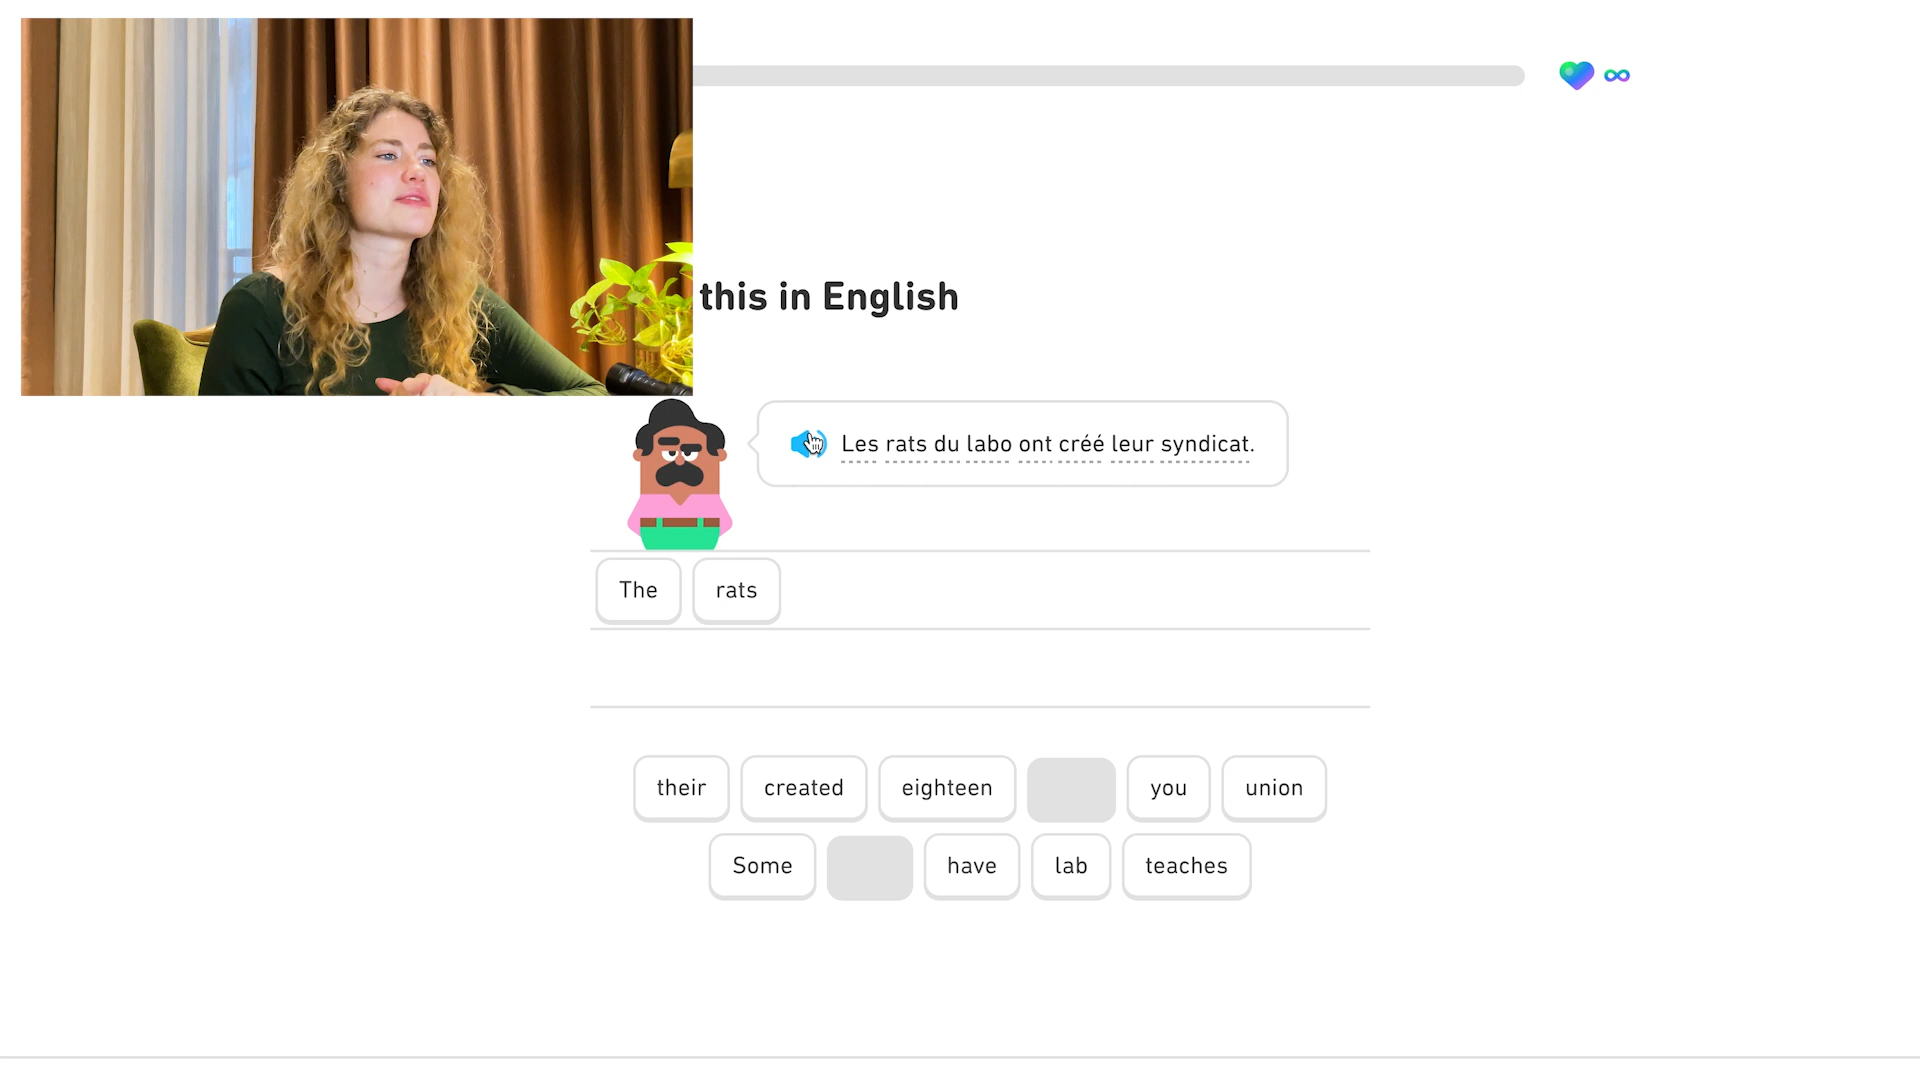 this in English
Les rats du labo ont créé leur syndicat.
The rats
their created eighteen you union
Some have lab teaches